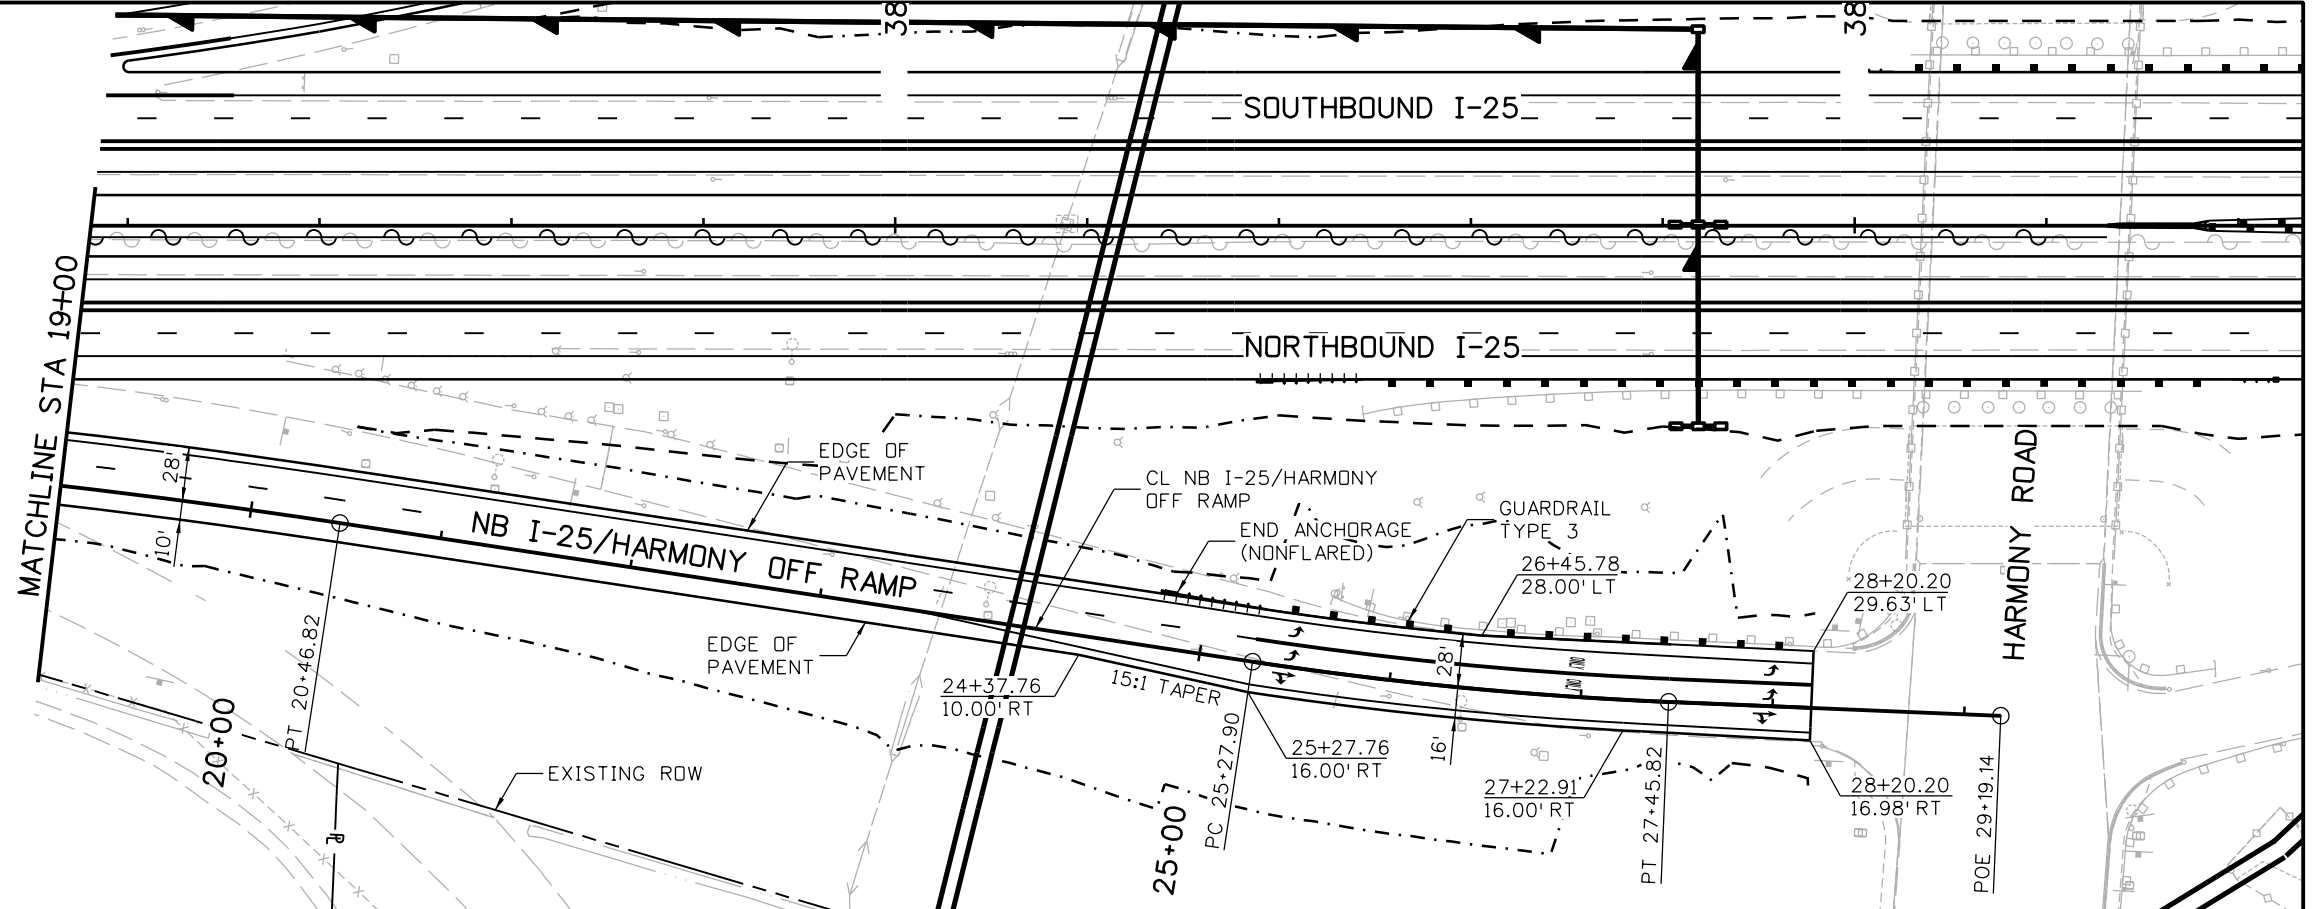 38
38
SOUTHBOUND I-25
NORTHBOUND I-25
MATCHLINE STA 19+00
28'
10'
EDGE OF
PAVEMENT
CL NB I-25/HARMONY
OFF RAMP
END ANCHORAGE
(NONFLARED)
GUARDRAIL
TYPE 3
26+45.78
28.00' LT
28+20.20
29.63' LT
HARMONY ROAD
NB I-25/HARMONY OFF RAMP
EDGE OF
PAVEMENT
24+37.76
10.00' RT
15:1 TAPER
28'
16'
ONLY
ONLY
PT 20+46.82
20+00
EXISTING ROW
PL
PC 25+27.90
25+00
25+27.76
16.00' RT
27+22.91
16.00' RT
PT 27+45.82
28+20.20
16.98' RT
POE 29+19.14